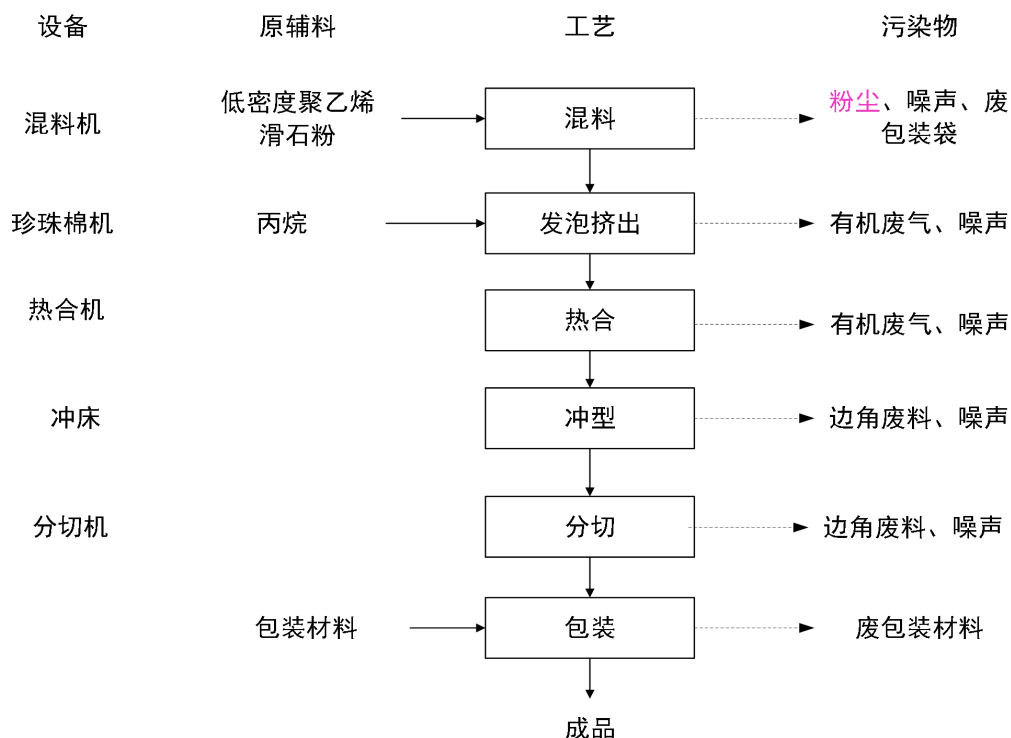 设备 原辅料 工艺 污染物
混料机 低密度聚乙烯 混料 粉尘、噪声、废
滑石粉 包装袋
珍珠棉机 丙烷 发泡挤出 有机废气、噪声
热合机 热合 有机废气、噪声
冲床 冲型 边角废料、噪声
分切机 分切 边角废料、噪声
包装材料 包装 废包装材料
成品